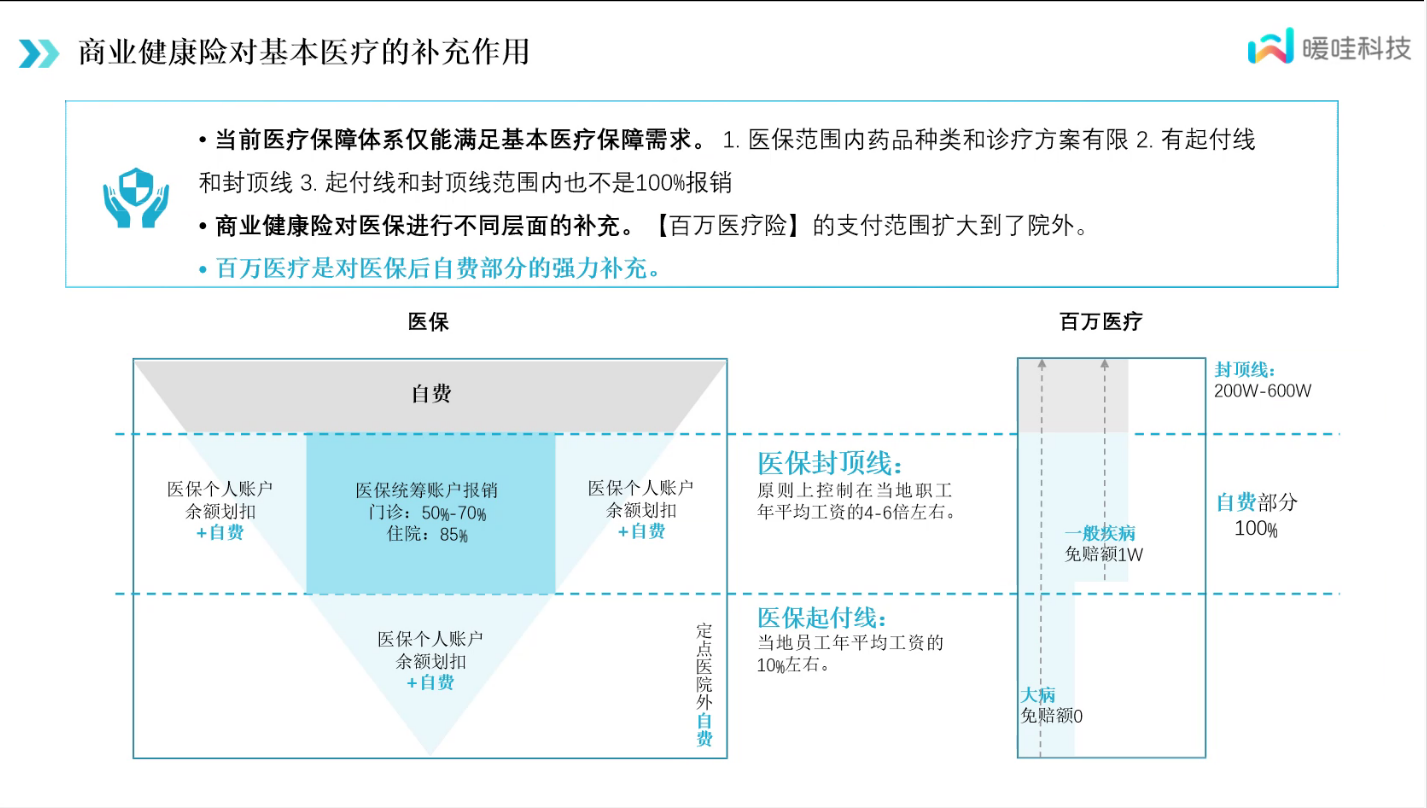 商业健康险对基本医疗的补充作用
暖哇科技
• 当前医疗保障体系仅能满足基本医疗保障需求。 1. 医保范围内药品种类和诊疗方案有限 2. 有起付线
和封顶线 3. 起付线和封顶线范围内也不是100%报销
• 商业健康险对医保进行不同层面的补充。【百万医疗险】的支付范围扩大到了院外。
• 百万医疗是对医保后自费部分的强力补充。
医保
自费
医保个人账户
余额划扣
+自费
医保统筹账户报销
门诊：50%-70%
住院：85%
医保个人账户
余额划扣
+自费
医保个人账户
余额划扣
+自费
定点医院外自费
医保封顶线：
原则上控制在当地职工
年平均工资的4-6倍左右。
医保起付线：
当地员工年平均工资的
10%左右。
百万医疗
封顶线：
200W-600W
一般疾病
免赔额1W
自费部分
100%
大病
免赔额0